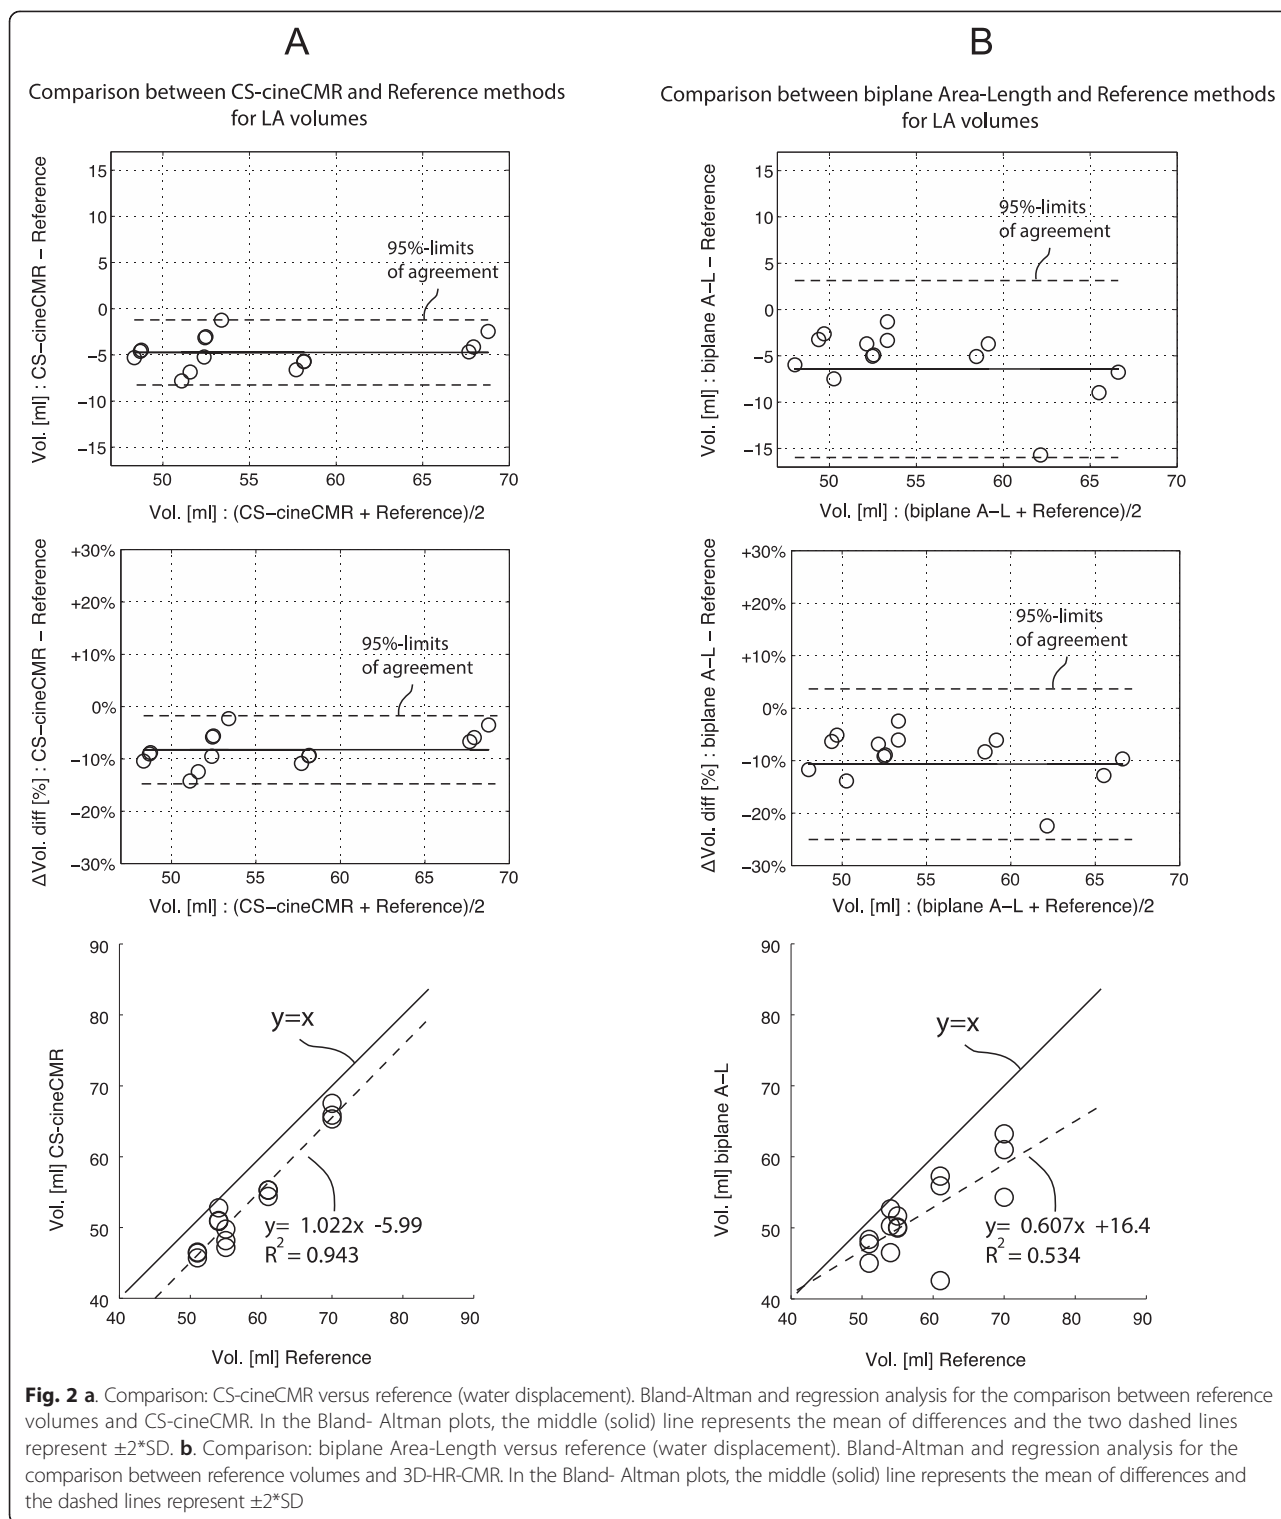 A
Comparison between CS-cineCMR and Reference methods
for LA volumes
Vol. [ml] : CS–cineCMR – Reference
15
10
5
0
−5
−10
−15
95%-limits
of agreement
50
55
60
65
70
Vol. [ml] : (CS–cineCMR + Reference)/2
ΔVol. diff [%] : CS–cineCMR – Reference
+30%
+20%
+10%
0%
−10%
−20%
−30%
95%-limits
of agreement
50
55
60
65
70
Vol. [ml] : (CS–cineCMR + Reference)/2
Vol. [ml] CS–cineCMR
90
80
70
60
50
40
y=x
y= 1.022x -5.99
R2 = 0.943
40
50
60
70
80
90
Vol. [ml] Reference
B
Comparison between biplane Area-Length and Reference methods
for LA volumes
Vol. [ml] : biplane A–L – Reference
15
10
5
0
−5
−10
−15
95%-limits
of agreement
50
55
60
65
70
Vol. [ml] : (biplane A–L + Reference)/2
ΔVol. diff [%] : biplane A–L – Reference
+30%
+20%
+10%
0%
−10%
−20%
−30%
95%-limits
of agreement
50
55
60
65
70
Vol. [ml] : (biplane A–L + Reference)/2
Vol. [ml] biplane A–L
90
80
70
60
50
40
y=x
y= 0.607x +16.4
R2 = 0.534
40
50
60
70
80
90
Vol. [ml] Reference
Fig. 2 a. Comparison: CS-cineCMR versus reference (water displacement). Bland-Altman and regression analysis for the comparison between reference
volumes and CS-cineCMR. In the Bland- Altman plots, the middle (solid) line represents the mean of differences and the two dashed lines
represent ±2*SD. b. Comparison: biplane Area-Length versus reference (water displacement). Bland-Altman and regression analysis for the
comparison between reference volumes and 3D-HR-CMR. In the Bland- Altman plots, the middle (solid) line represents the mean of differences and
the dashed lines represent ±2*SD